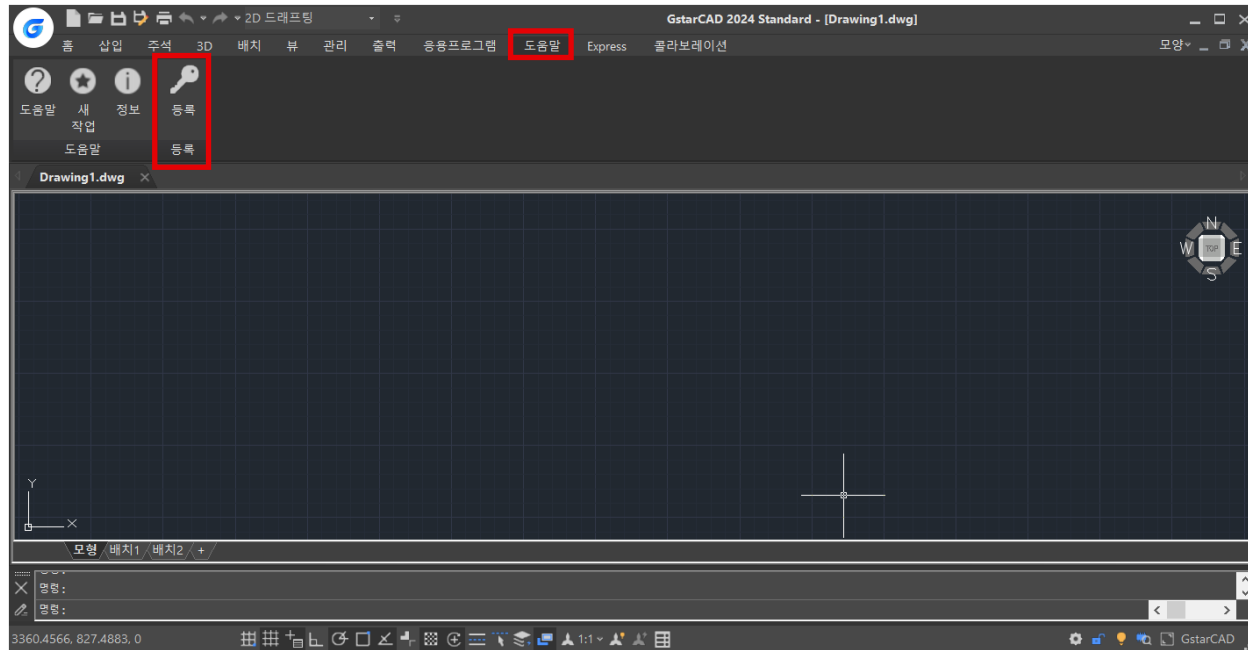 2D 드래프팅 GstarCAD 2024 Standard - [Drawing1.dwg]
홈 삽입 주석 3D 배치 뷰 관리 출력 응용프로그램 도움말 Express 콜라보레이션 모양
도움말 새 작업 정보 등록
도움말 등록
Drawing1.dwg
N
W TOP E
S
Y
X
모형 배치1 배치2 +
명령:
명령:
3360.4566, 827.4883, 0 1:1 GstarCAD